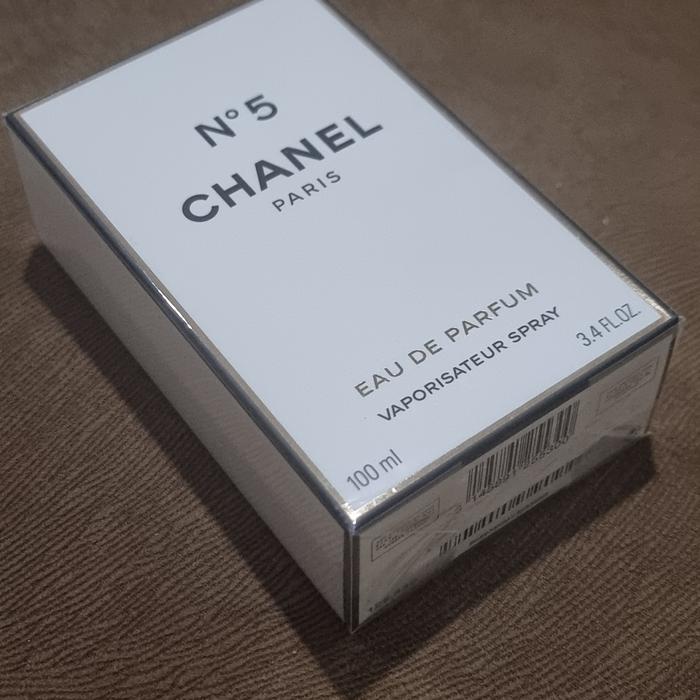 N°5
CHANEL
PARIS
EAU DE PARFUM
VAPORISATEUR SPRAY
100 ml
3.4 FL.OZ.